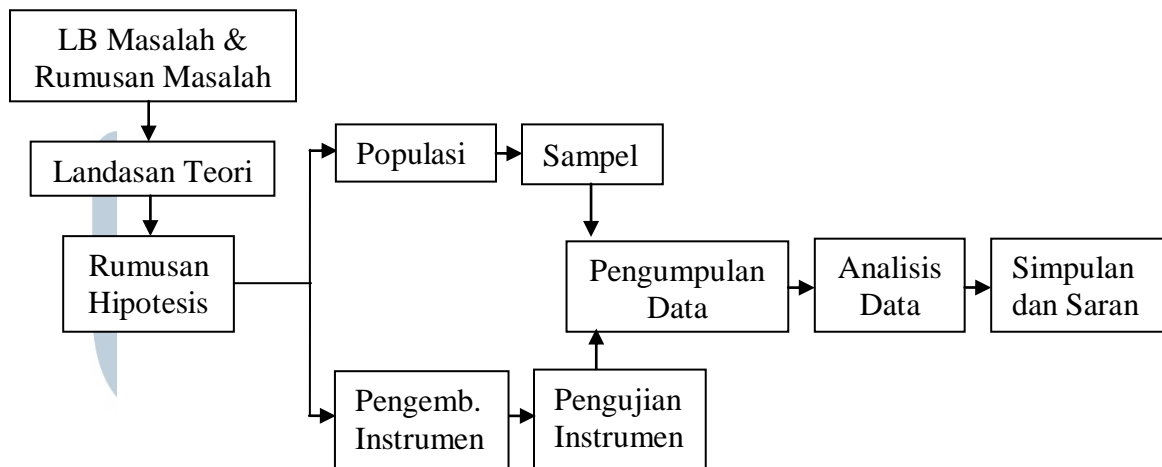 LB Masalah &
Rumusan Masalah
Landasan Teori
Rumusan
Hipotesis
Populasi
Sampel
Pengemb.
Instrumen
Pengujian
Instrumen
Pengumpulan
Data
Analisis
Data
Simpulan
dan Saran